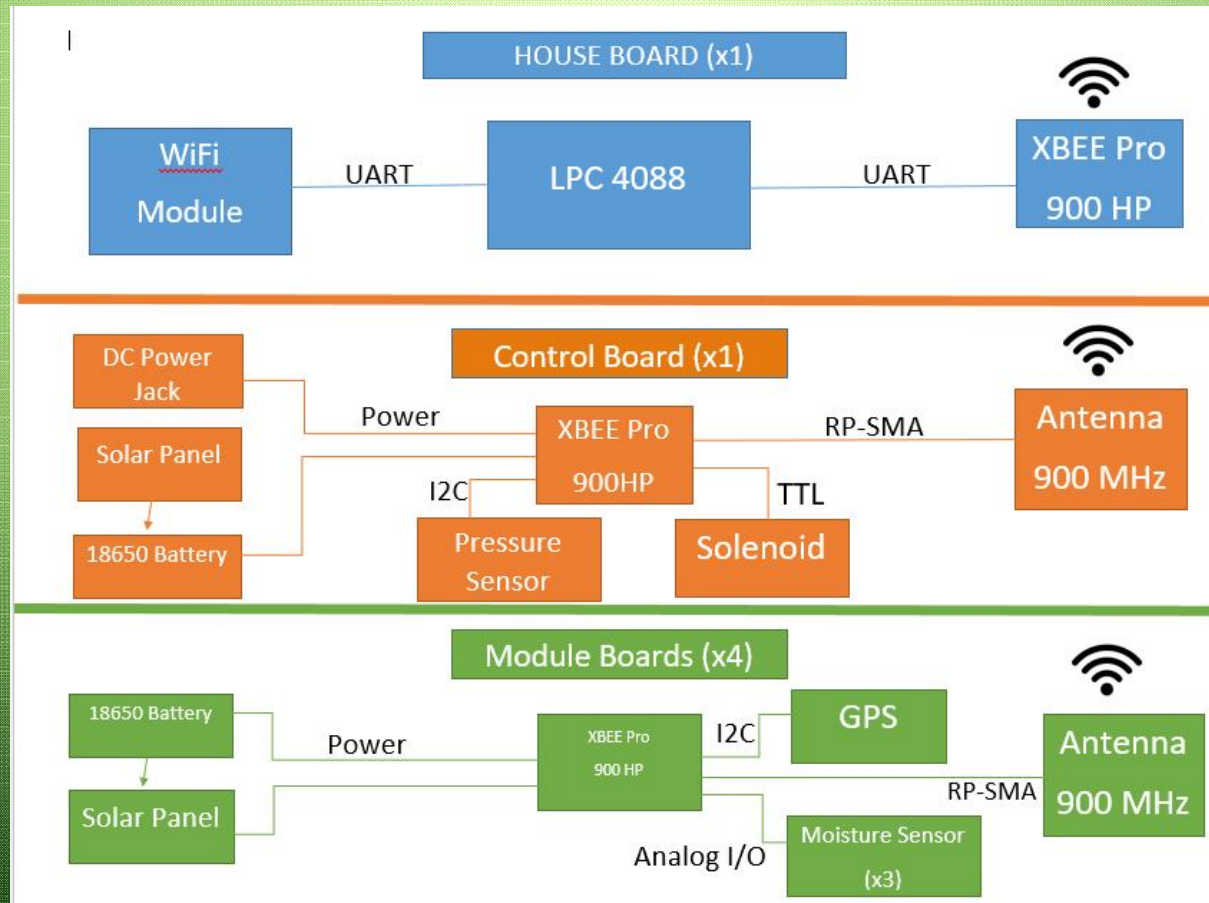 HOUSE BOARD (x1)
WiFi
Module
UART
LPC 4088
UART
XBEE Pro
900 HP
DC Power
Jack
Control Board (x1)
Power
Solar Panel
18650 Battery
XBEE Pro
900HP
I2C
Pressure
Sensor
TTL
Solenoid
RP-SMA
Antenna
900 MHz
Module Boards (x4)
18650 Battery
Power
Solar Panel
XBEE Pro
900 HP
I2C
GPS
RP-SMA
Antenna
900 MHz
Analog I/O
Moisture Sensor
(x3)